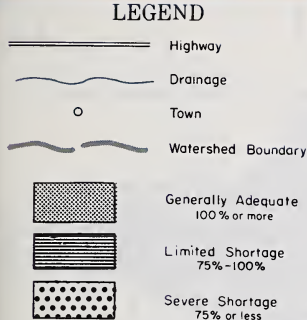 LEGEND
Highway
Drainage
Town
Watershed Boundary
Generally Adequate
100% or more
Limited Shortage
75%-100%
Severe Shortage
75% or less